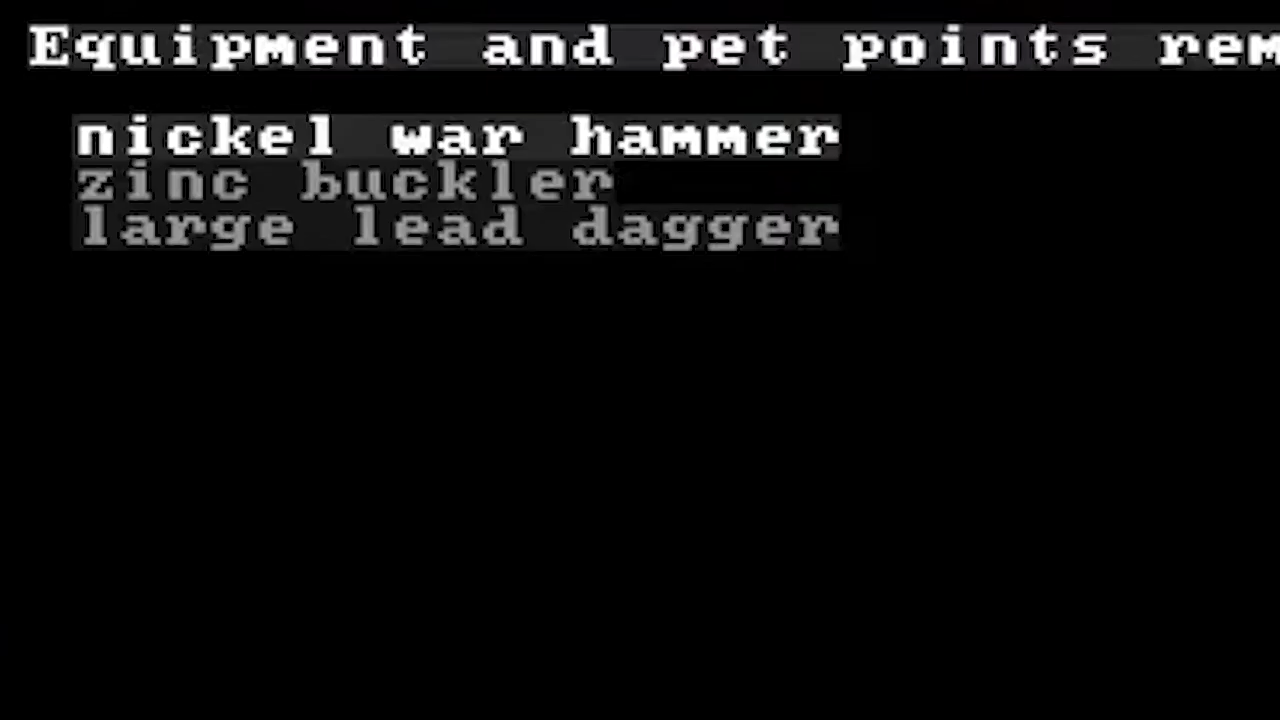 Equipment and pet points rem
nickel war hammer
zinc buckler
large lead dagger